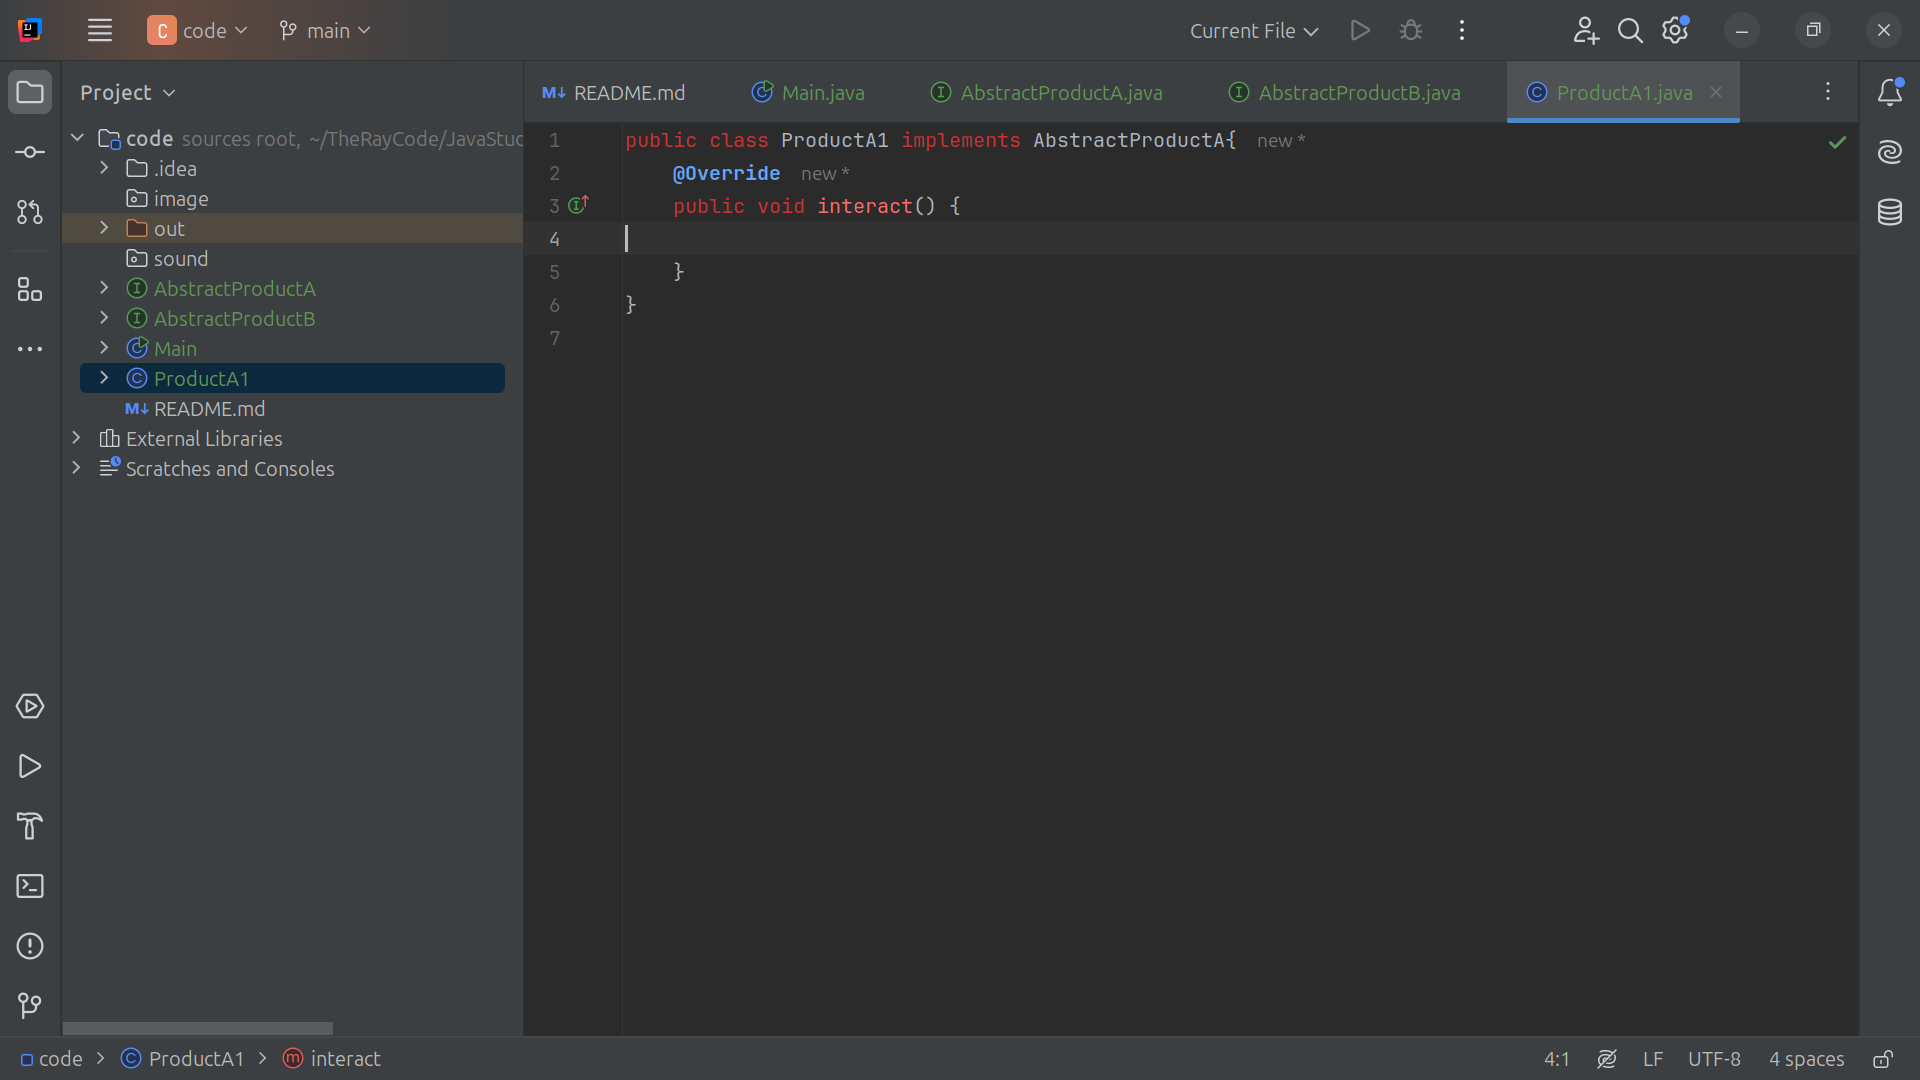 C code main Current File
Project
M↓ README.md Main.java AbstractProductA.java AbstractProductB.java ProductA1.java
code sources root, ~/TheRayCode/JavaStud
.idea
image
out
sound
AbstractProductA
AbstractProductB
Main
ProductA1
M↓ README.md
External Libraries
Scratches and Consoles
1 public class ProductA1 implements AbstractProductA{ new *
2 @Override new *
3 public void interact() {
4
5 }
6 }
7
code > ProductA1 > interact
4:1 LF UTF-8 4 spaces